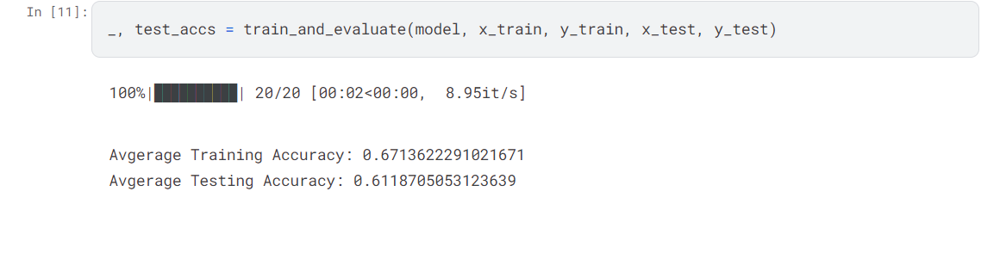 In [11]:
_, test_accs = train_and_evaluate(model, x_train, y_train, x_test, y_test)
100%|██████████| 20/20 [00:02<00:00,  8.95it/s]
Avgerage Training Accuracy: 0.6713622291021671
Avgerage Testing Accuracy: 0.6118705053123639